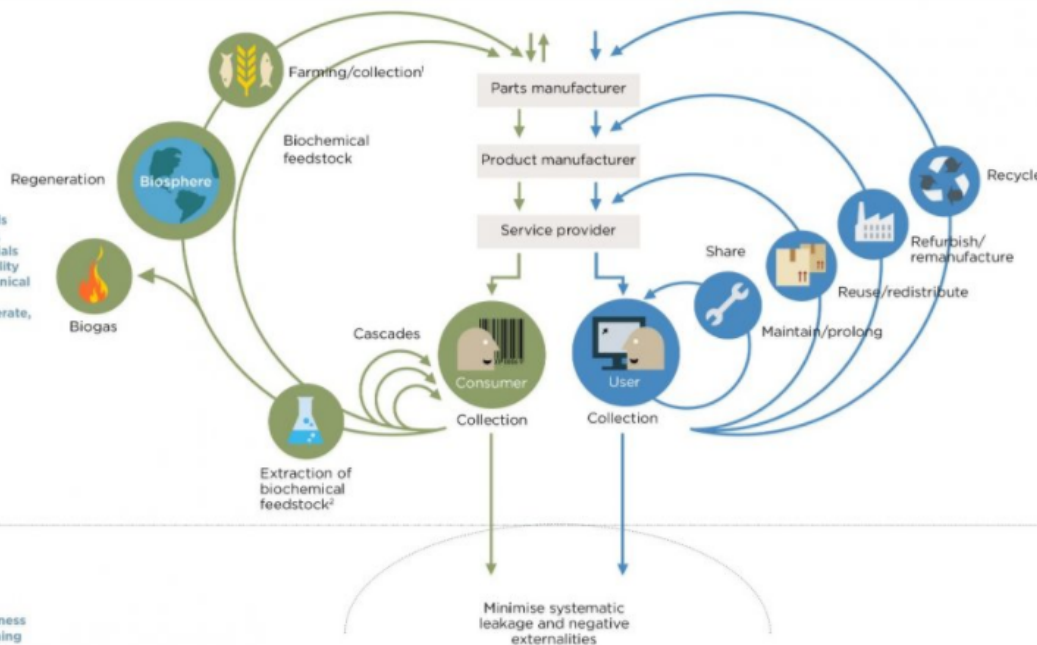 Farming/collection¹
Parts manufacturer
Biochemical
feedstock
Product manufacturer
Regeneration
Biosphere
Recycle
Service provider
Share
Refurbish/
remanufacture
Reuse/redistribute
Biogas
Cascades
Maintain/prolong
Consumer
User
Collection
Collection
Extraction of
biochemical
feedstock²
Minimise systematic
leakage and negative
externalities